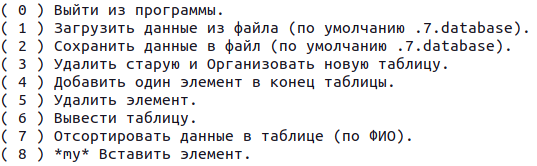 ( 0 ) Выйти из программы.
( 1 ) Загрузить данные из файла (по умолчанию .7.database).
( 2 ) Сохранить данные в файл (по умолчанию .7.database).
( 3 ) Удалить старую и Организовать новую таблицу.
( 4 ) Добавить один элемент в конец таблицы.
( 5 ) Удалить элемент.
( 6 ) Вывести таблицу.
( 7 ) Отсортировать данные в таблице (по ФИО).
( 8 ) *my* Вставить элемент.